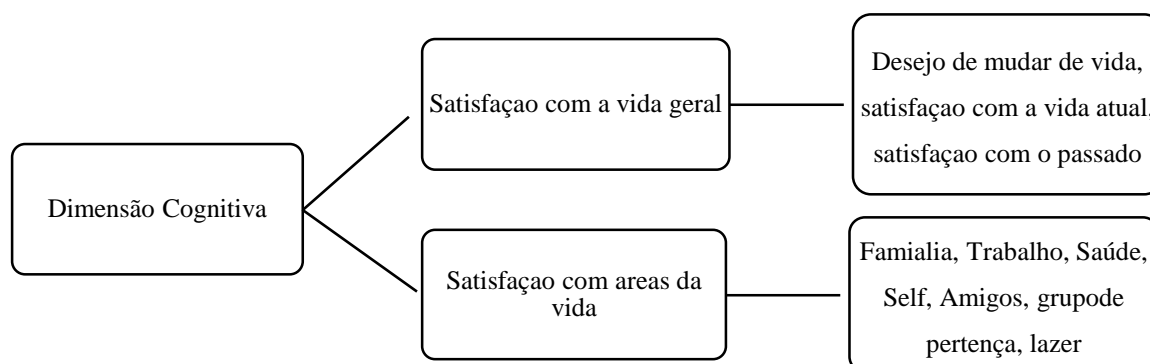 Dimensão Cognitiva
Satisfaçao com a vida geral
Desejo de mudar de vida,
satisfaçao com a vida atual,
satisfaçao com o passado
Satisfaçao com areas da
vida
Famialia, Trabalho, Saúde,
Self, Amigos, grupode
pertença, lazer